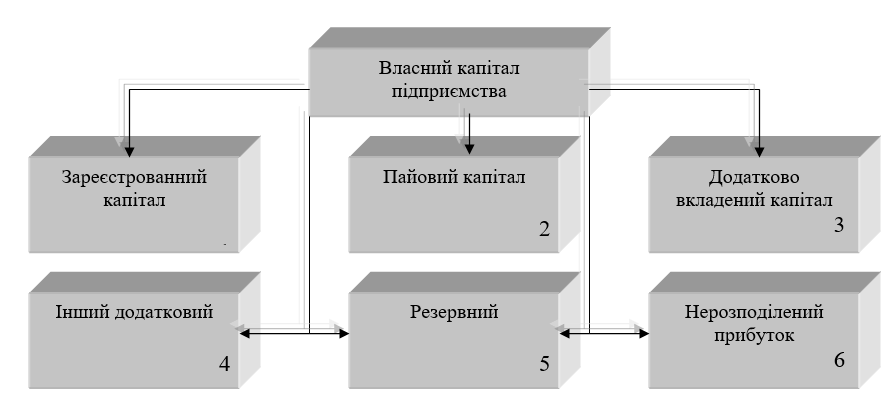 Власний капітал
підприємства
Зареєстрованний
капітал
.
Пайовий капітал
2
Додатково
вкладений капітал
3
Інший додатковий
4
Резервний
5
Нерозподілений
прибуток
6